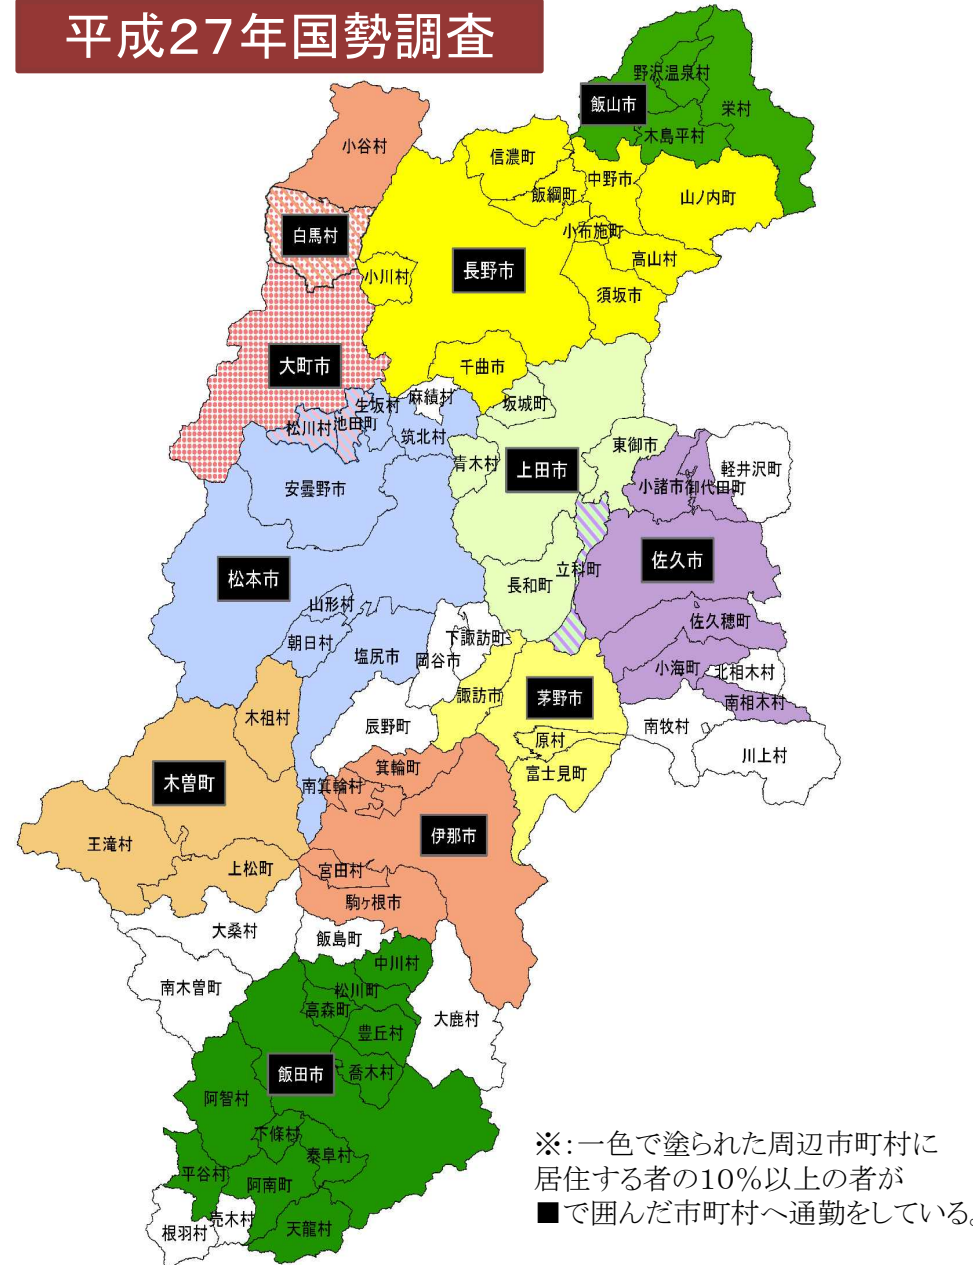 平成27年国勢調査
野沢温泉村
飯山市
栄村
木島平村
小谷村
信濃町
中野市
飯綱町
山ノ内町
白馬村
小布施町
高山村
長野市
小川村
須坂市
大町市
千曲市
麻績村
生坂村
坂城町
松川村
池田町
筑北村
東御市
青木村
上田市
軽井沢町
小諸市
御代田町
安曇野市
佐久市
立科町
松本市
長和町
山形村
佐久穂町
朝日村
下諏訪町
塩尻市
岡谷市
小海町
北相木村
諏訪市
茅野市
南相木村
木祖村
辰野町
南牧村
原村
川上村
箕輪町
富士見町
木曽町
南箕輪村
伊那市
王滝村
上松町
宮田村
駒ヶ根市
大桑村
飯島町
中川村
南木曽町
松川町
高森町
大鹿村
豊丘村
飯田市
喬木村
阿智村
下條村
泰阜村
平谷村
阿南町
売木村
天龍村
根羽村
※:一色で塗られた周辺市町村に
居住する者の10%以上の者が
■で囲んだ市町村へ通勤をしている。